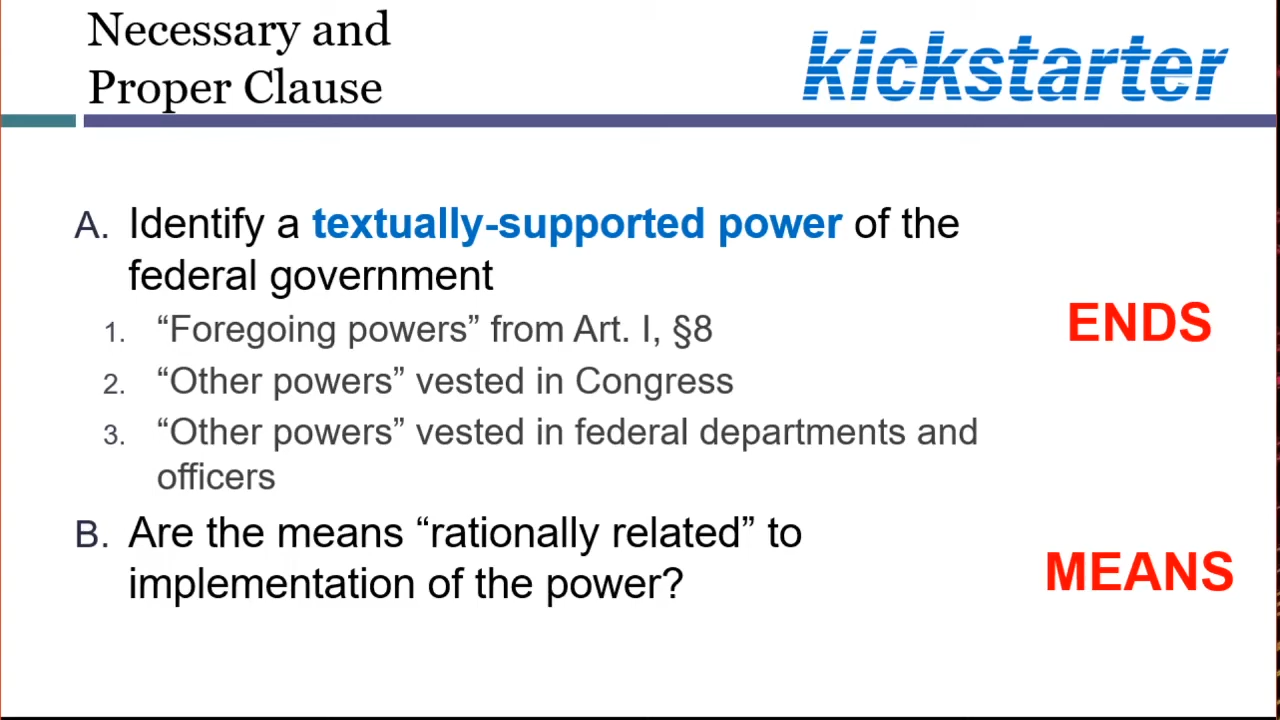 Necessary and
Proper Clause
kickstarter
A. Identify a textually-supported power of the
federal government
1. “Foregoing powers” from Art. I, §8
ENDS
2. “Other powers” vested in Congress
3. “Other powers” vested in federal departments and
officers
B. Are the means “rationally related” to
implementation of the power?
MEANS